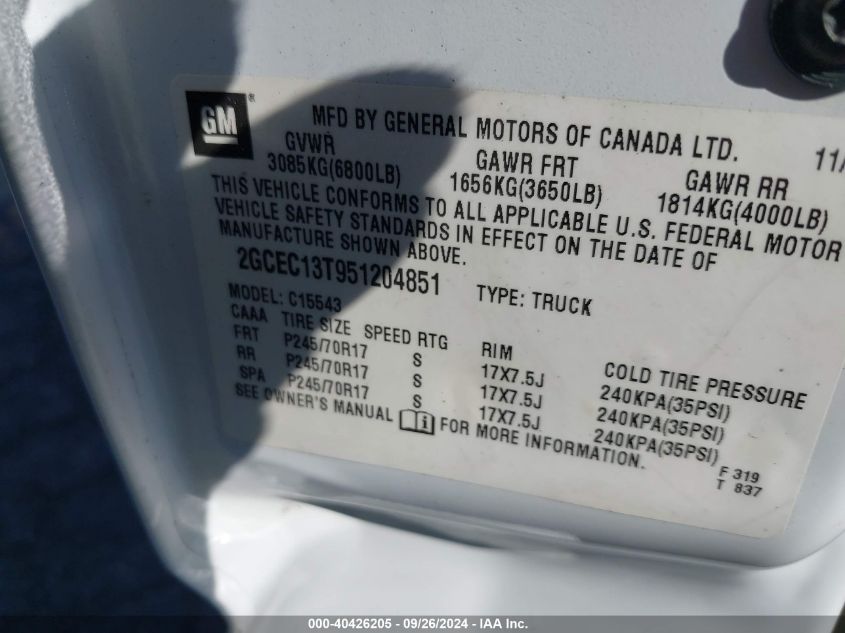 GM ®
MFD BY GENERAL MOTORS OF CANADA LTD. 11/
GVWR GAWR FRT GAWR RR
3085KG(6800LB) 1656KG(3650LB) 1814KG(4000LB)
THIS VEHICLE CONFORMS TO ALL APPLICABLE U.S. FEDERAL MOTOR
VEHICLE SAFETY STANDARDS IN EFFECT ON THE DATE OF
MANUFACTURE SHOWN ABOVE.
2GCEC13T951204851 TYPE: TRUCK
MODEL: C15543
CAAA TIRE SIZE SPEED RTG RIM COLD TIRE PRESSURE
FRT P245/70R17 S 17X7.5J 240KPA(35PSI)
RR P245/70R17 S 17X7.5J 240KPA(35PSI)
SPA P245/70R17 S 17X7.5J 240KPA(35PSI)
SEE OWNER'S MANUAL i FOR MORE INFORMATION.
F 319
T 837
000-40426205 - 09/26/2024 - IAA Inc.